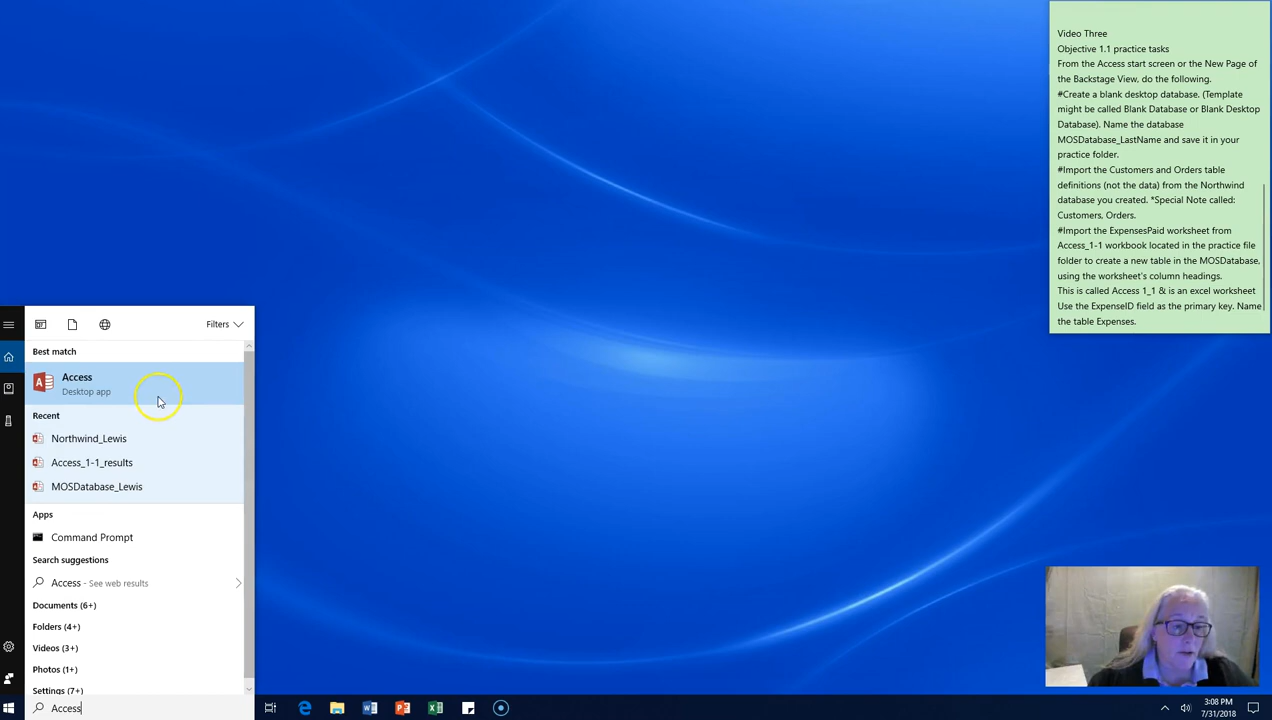 Video Three
Objective 1.1 practice tasks
From the Access start screen or the New Page of
the Backstage View, do the following.
#Create a blank desktop database. (Template
might be called Blank Database or Blank Desktop
Database). Name the database
MOSDatabase_LastName and save it in your
practice folder.
#Import the Customers and Orders table
definitions (not the data) from the Northwind
database you created. *Special Note called:
Customers, Orders.
#Import the ExpensesPaid worksheet from
Access_1-1 workbook located in the practice file
folder to create a new table in the MOSDatabase,
using the worksheet's column headings.
This is called Access 1_1 & is an excel worksheet
Use the ExpenseID field as the primary key. Name
the table Expenses.
Filters
Best match
Access
Desktop app
Recent
Northwind_Lewis
Access_1-1_results
MOSDatabase_Lewis
Apps
Command Prompt
Search suggestions
Access - See web results
Documents (6+)
Folders (4+)
Videos (3+)
Photos (1+)
Settings (7+)
Access
3:08 PM
7/31/2018